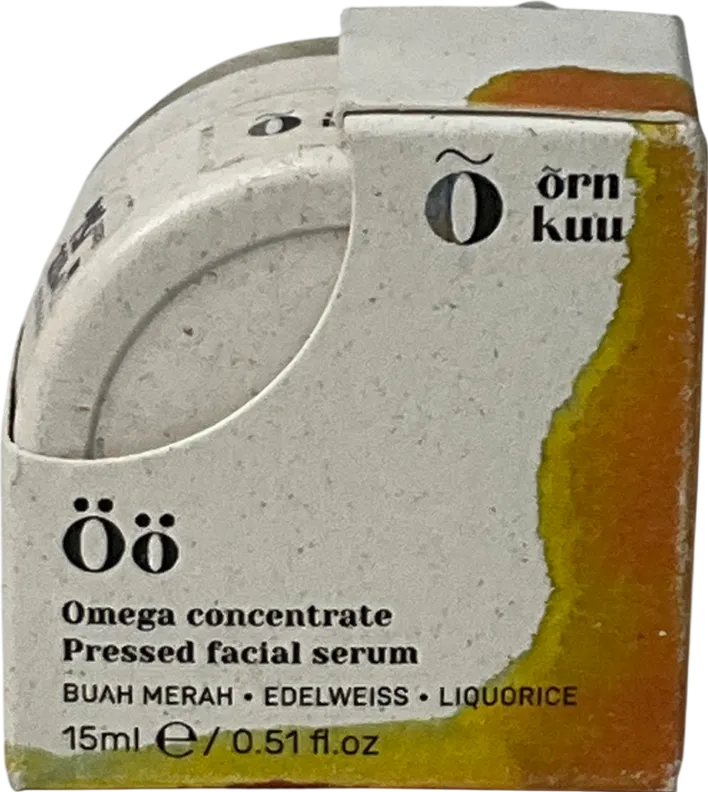 Õ
õrn
kuu
Öö
Omega concentrate
Pressed facial serum
BUAH MERAH • EDELWEISS • LIQUORICE
15ml ℮ / 0.51 fl.oz